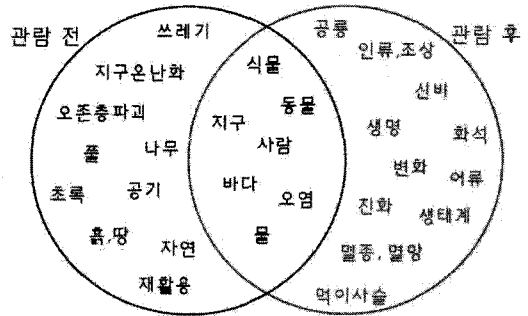 관람 전
쓰레기
지구온난화
오존층파괴
풀
나무
초록
공기
흙,땅
자연
재활용
식물
동물
지구
사람
바다
오염
물
관람 후
공룡
인류,조상
신비
생명
화석
변화
어류
진화
생태계
멸종, 멸망
먹이사슬